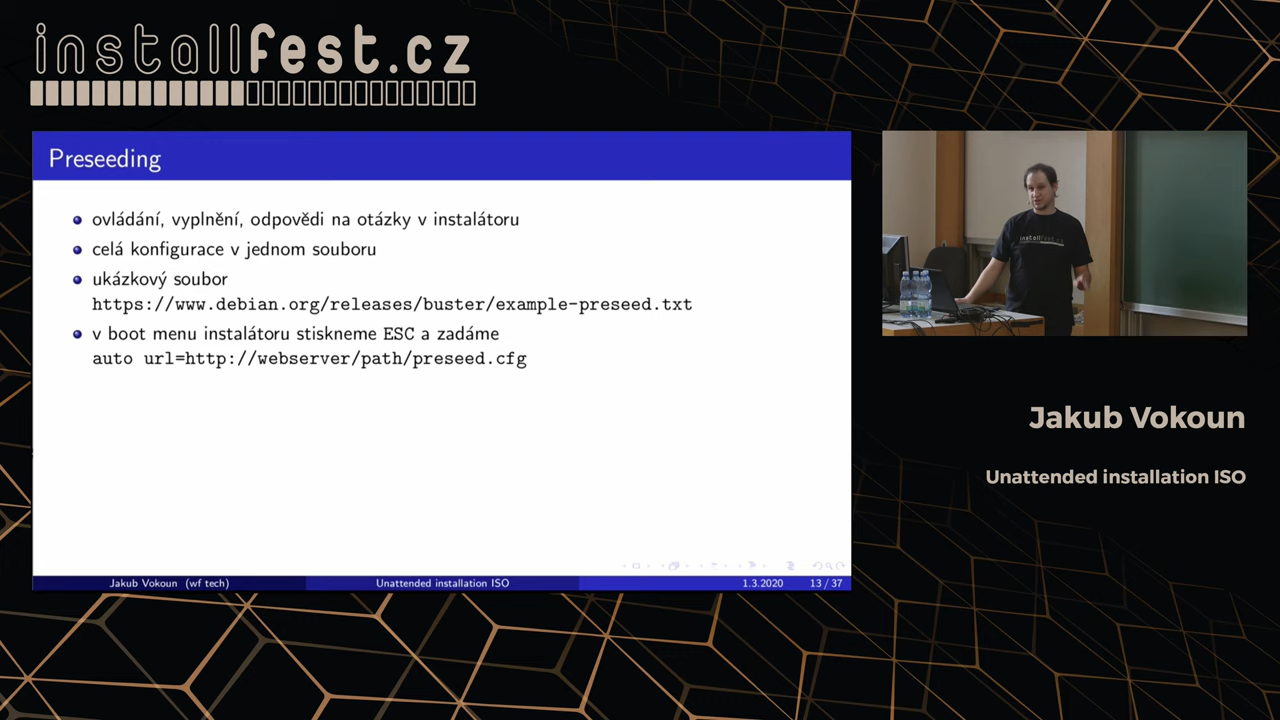 installfest.cz
Preseeding
ovládání, vyplnění, odpovědi na otázky v instalátoru
celá konfigurace v jednom souboru
ukázkový soubor
https://www.debian.org/releases/buster/example-preseed.txt
v boot menu instalátoru stiskneme ESC a zadáme
auto url=http://webserver/path/preseed.cfg
Jakub Vokoun (wf tech)
Unattended installation ISO
1.3.2020
13 / 37
installfest.cz
Jakub Vokoun
Unattended installation ISO